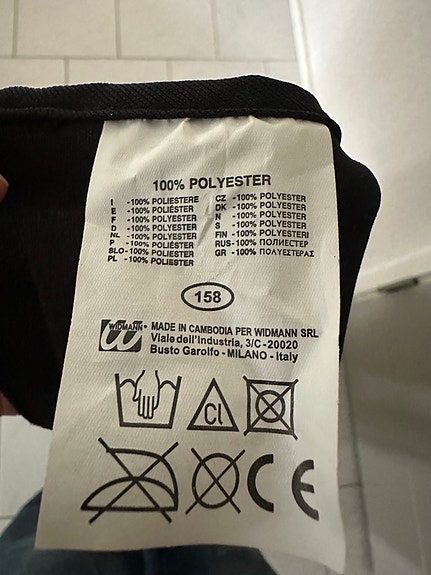 100% POLYESTER
I -100% POLIESTERE
E -100% POLIÉSTER
F -100% POLYESTER
D -100% POLYESTER
NL -100% POLYESTER
P -100% POLIÉSTER
SLO -100% POLYESTER
PL -100% POLIESTER
CZ -100% POLYESTER
DK -100% POLYESTER
N -100% POLYESTER
S -100% POLYESTER
FIN -100% POLYESTERI
RUS -100% ПОЛИЕСТЕР
GR -100% ΠΟΛΥΕΣΤΕΡΑΣ
158
WIDMANN
MADE IN CAMBODIA PER WIDMANN SRL
Viale dell'Industria, 3/C - 20020
Busto Garolfo - MILANO - Italy
Cl
CE